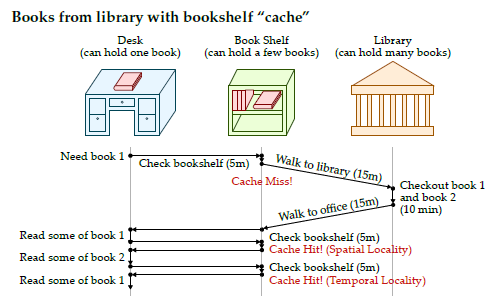 Books from library with bookshelf “cache”
Desk
(can hold one book)
Book Shelf
(can hold a few books)
Library
(can hold many books)
Need book 1
Check bookshelf (5m)
Cache Miss!
Walk to library (15m)
Checkout book 1
and book 2
(10 min)
Walk to office (15m)
Read some of book 1
Check bookshelf (5m)
Cache Hit! (Spatial Locality)
Read some of book 2
Check bookshelf (5m)
Cache Hit! (Temporal Locality)
Read some of book 1